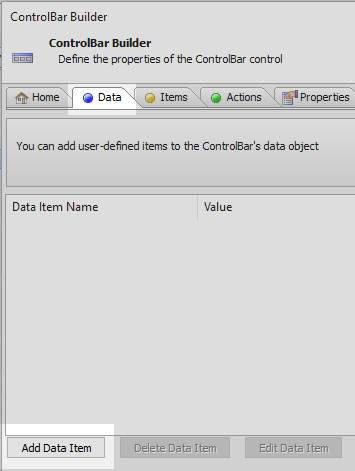 ControlBar Builder
ControlBar Builder
Define the properties of the ControlBar control
Home Data Items Actions Properties
You can add user-defined items to the ControlBar's data object
Data Item Name Value
Add Data Item Delete Data Item Edit Data Item